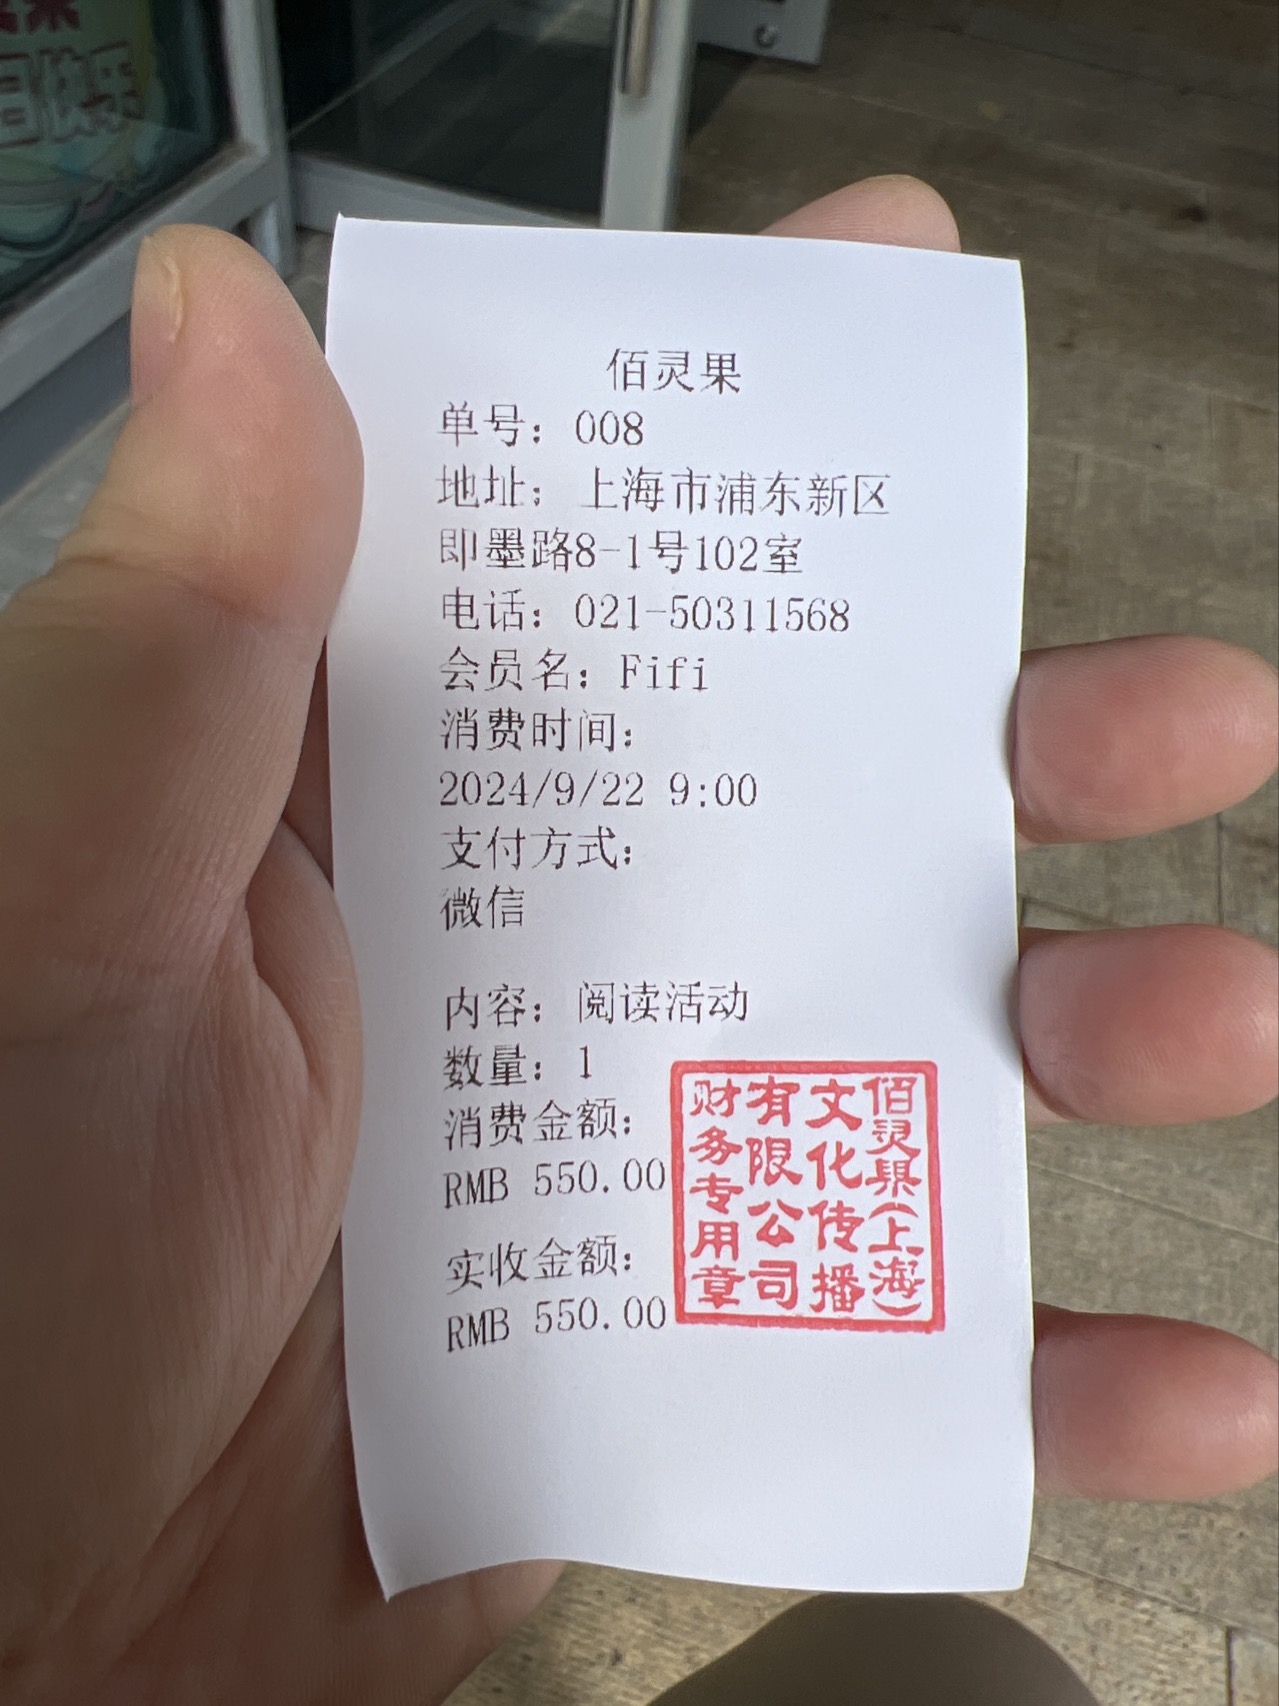 日快乐
佰灵果
单号：008
地址：上海市浦东新区
即墨路8-1号102室
电话：021-50311568
会员名：Fifi
消费时间：
2024/9/22 9:00
支付方式：
微信
内容：阅读活动
数量：1
消费金额：
RMB 550.00
实收金额：
RMB 550.00
佰灵果(上海)
文化传播
有限公司
财务专用章